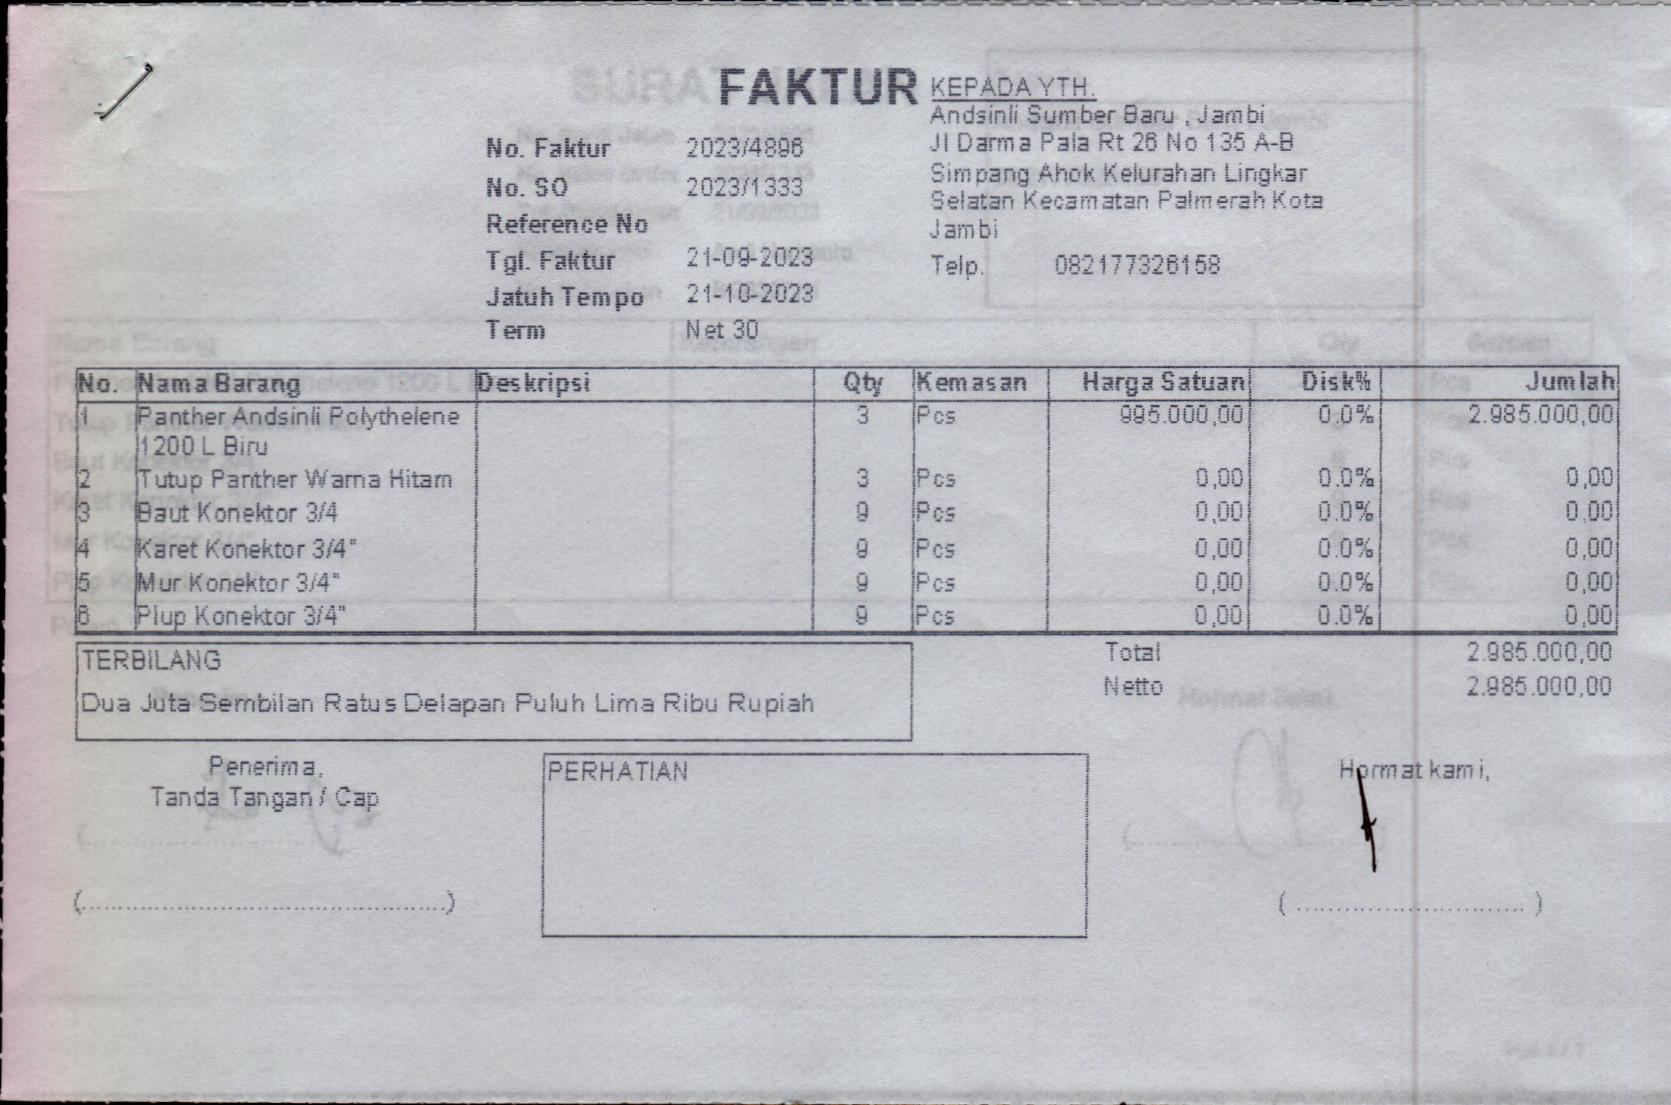 FAKTUR
KEPADA YTH.
Andsinli Sumber Baru , Jambi
Jl Darma Pala Rt 26 No 135 A-B
Simpang Ahok Kelurahan Lingkar
Selatan Kecamatan Palmerah Kota
Jambi
Telp. 082177326158
No. Faktur 2023/4896
No. SO 2023/1333
Reference No
Tgl. Faktur 21-09-2023
Jatuh Tempo 21-10-2023
Term Net 30
No. Nama Barang Deskripsi Qty Kemasan Harga Satuan Disk% Jumlah
1 Panther Andsinli Polythelene 3 Pcs 995.000,00 0.0% 2.985.000,00
1200 L Biru
2 Tutup Panther Warna Hitam 3 Pcs 0,00 0.0% 0,00
3 Baut Konektor 3/4 9 Pcs 0,00 0.0% 0,00
4 Karet Konektor 3/4" 9 Pcs 0,00 0.0% 0,00
5 Mur Konektor 3/4" 9 Pcs 0,00 0.0% 0,00
6 Plup Konektor 3/4" 9 Pcs 0,00 0.0% 0,00
Total 2.985.000,00
Netto 2.985.000,00
TERBILANG
Dua Juta Sembilan Ratus Delapan Puluh Lima Ribu Rupiah
Penerima,
Tanda Tangan / Cap
(.................................................)
PERHATIAN
Hormat kami,
( ............................. )